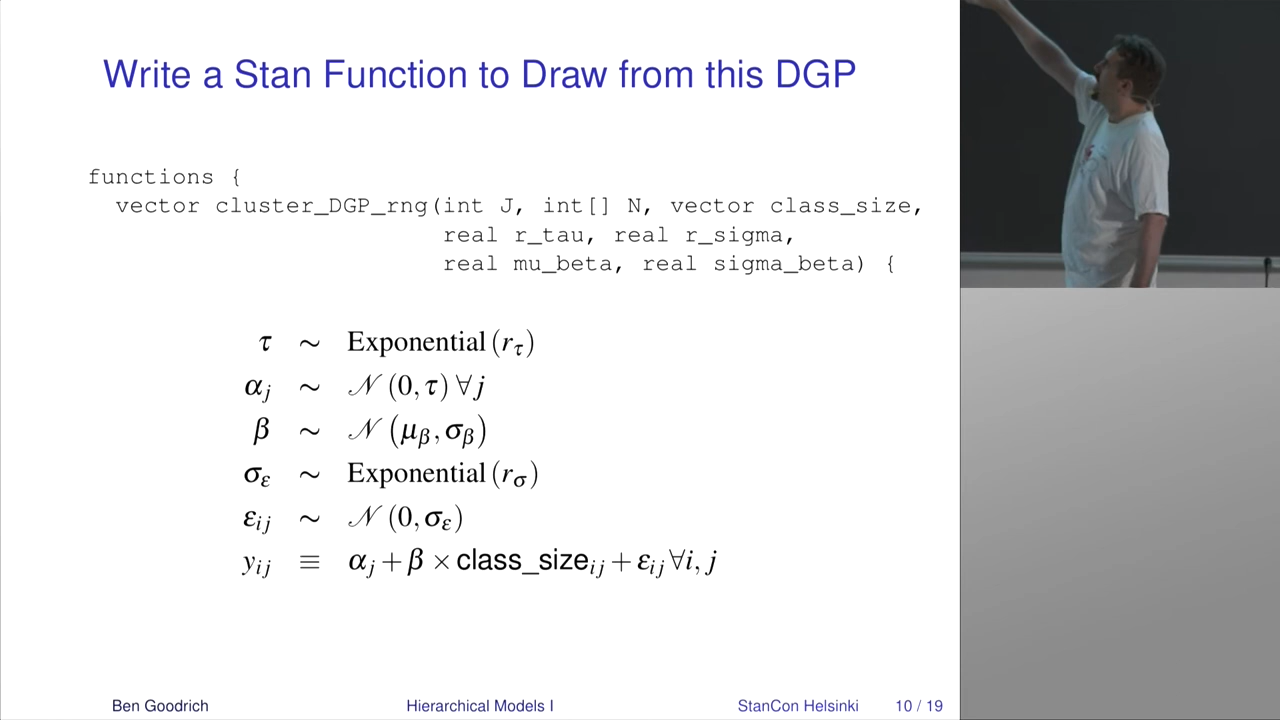 Write a Stan Function to Draw from this DGP
functions {
vector cluster_DGP_rng(int J, int[] N, vector class_size,
real r_tau, real r_sigma,
real mu_beta, real sigma_beta) {
τ ∼ Exponential (r_τ)
α_j ∼ 𝒩 (0, τ) ∀ j
β ∼ 𝒩 (μ_β, σ_β)
σ_ε ∼ Exponential (r_σ)
ε_ij ∼ 𝒩 (0, σ_ε)
y_ij ≡ α_j + β × class_size_ij + ε_ij ∀i, j
Ben Goodrich Hierarchical Models I StanCon Helsinki 10 / 19